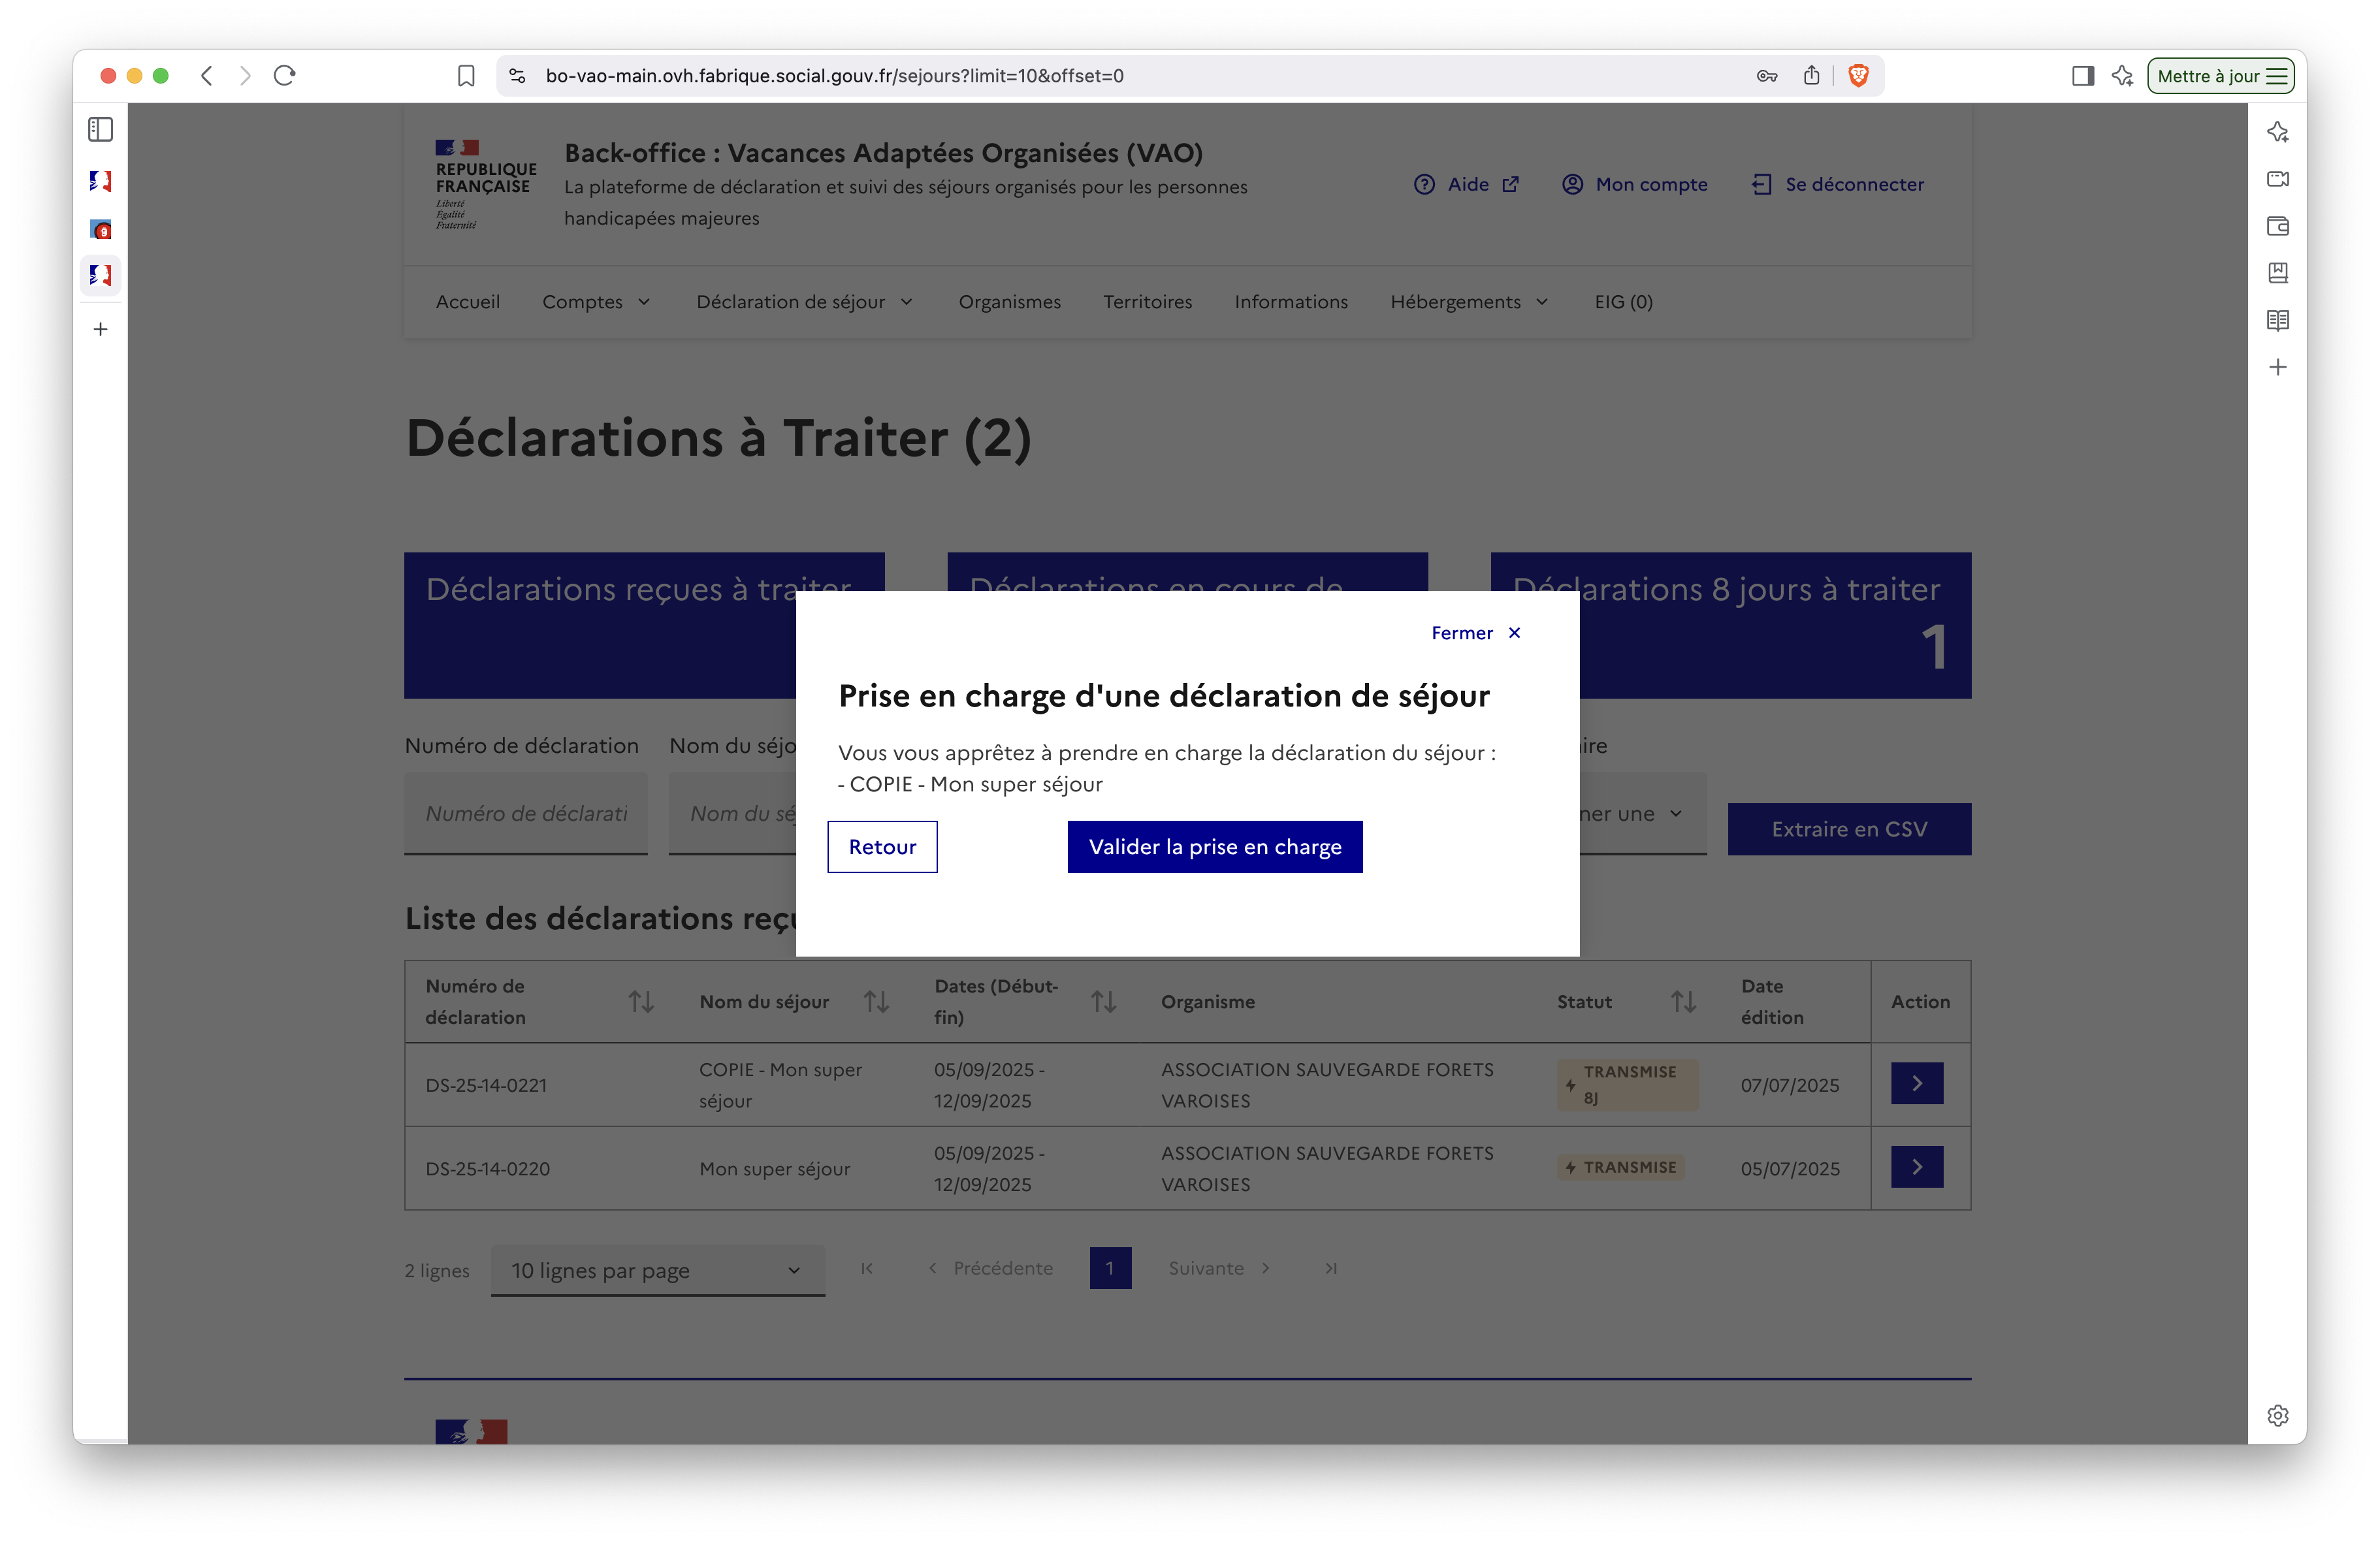 bo-vao-main.ovh.fabrique.social.gouv.fr/sejours?limit=10&offset=0
Mettre à jour
9
REPUBLIQUE
FRANÇAISE
Liberté
Égalité
Fraternité
Back-office : Vacances Adaptées Organisées (VAO)
La plateforme de déclaration et suivi des séjours organisés pour les personnes
handicapées majeures
Aide
Mon compte
Se déconnecter
Accueil
Comptes
Déclaration de séjour
Organismes
Territoires
Informations
Hébergements
EIG (0)
Déclarations à Traiter (2)
Déclarations reçues à traiter
Déclarations en cours de
Déclarations 8 jours à traiter
1
Fermer
Prise en charge d'une déclaration de séjour
Vous vous apprêtez à prendre en charge la déclaration du séjour :
- COPIE - Mon super séjour
Retour
Valider la prise en charge
Numéro de déclaration
Nom du séjo
ire
Numéro de déclarati
Nom du sé
ner une
Extraire en CSV
Liste des déclarations reçu
Numéro de
déclaration
Nom du séjour
Dates (Début-
fin)
Organisme
Statut
Date
édition
Action
DS-25-14-0221
COPIE - Mon super
séjour
05/09/2025 -
12/09/2025
ASSOCIATION SAUVEGARDE FORETS
VAROISES
TRANSMISE
8J
07/07/2025
DS-25-14-0220
Mon super séjour
05/09/2025 -
12/09/2025
ASSOCIATION SAUVEGARDE FORETS
VAROISES
TRANSMISE
05/07/2025
2 lignes
10 lignes par page
Précédente
1
Suivante